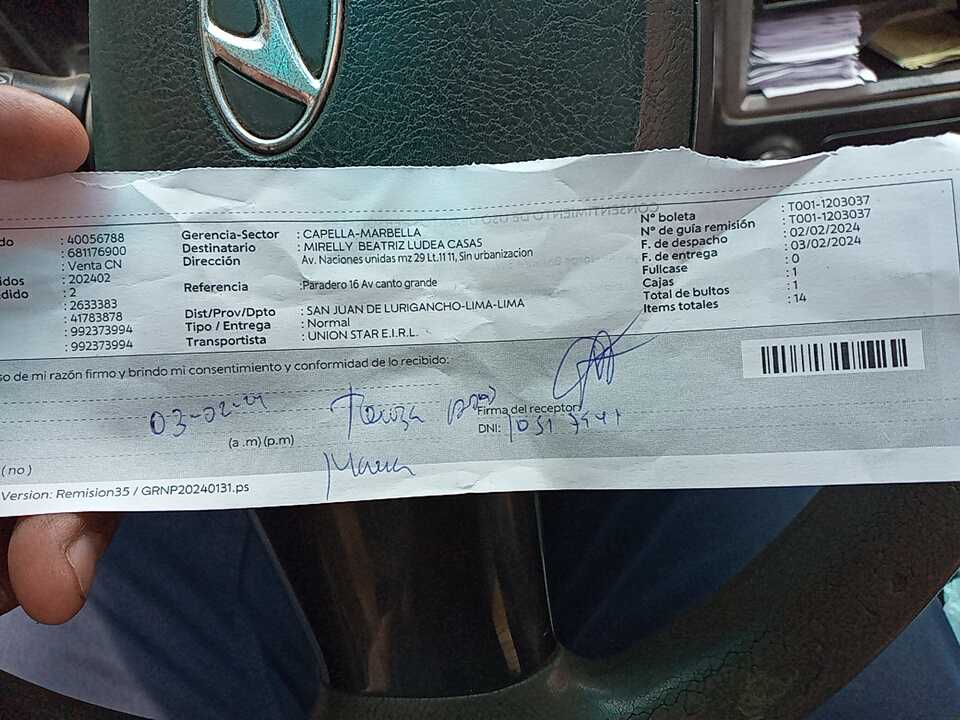 do : 40056788
: 681176900
: Venta CN
idos : 202402
dido : 2
: 2633383
: 41783878
: 992373994
: 992373994
Gerencia-Sector : CAPELLA-MARBELLA
Destinatario : MIRELLY BEATRIZ LUDEA CASAS
Dirección Av. Naciones unidas mz 29 Lt.11 11, Sin urbanizacion
Referencia :Paradero 16 Av canto grande
Dist/Prov/Dpto : SAN JUAN DE LURIGANCHO-LIMA-LIMA
Tipo / Entrega : Normal
Transportista : UNION STAR E.I.R.L.
N° boleta : T001-1203037
N° de guía remisión : T001-1203037
F. de despacho : 02/02/2024
F. de entrega : 03/02/2024
Fullcase : 0
Cajas : 1
Total de bultos : 1
Items totales : 14
so de mi razón firmo y brindo mi consentimiento y conformidad de lo recibido:
03-02-24
(a .m) (p.m)
Firma del receptor
DNI:
( no )
Version: Remision35 / GRNP20240131.ps